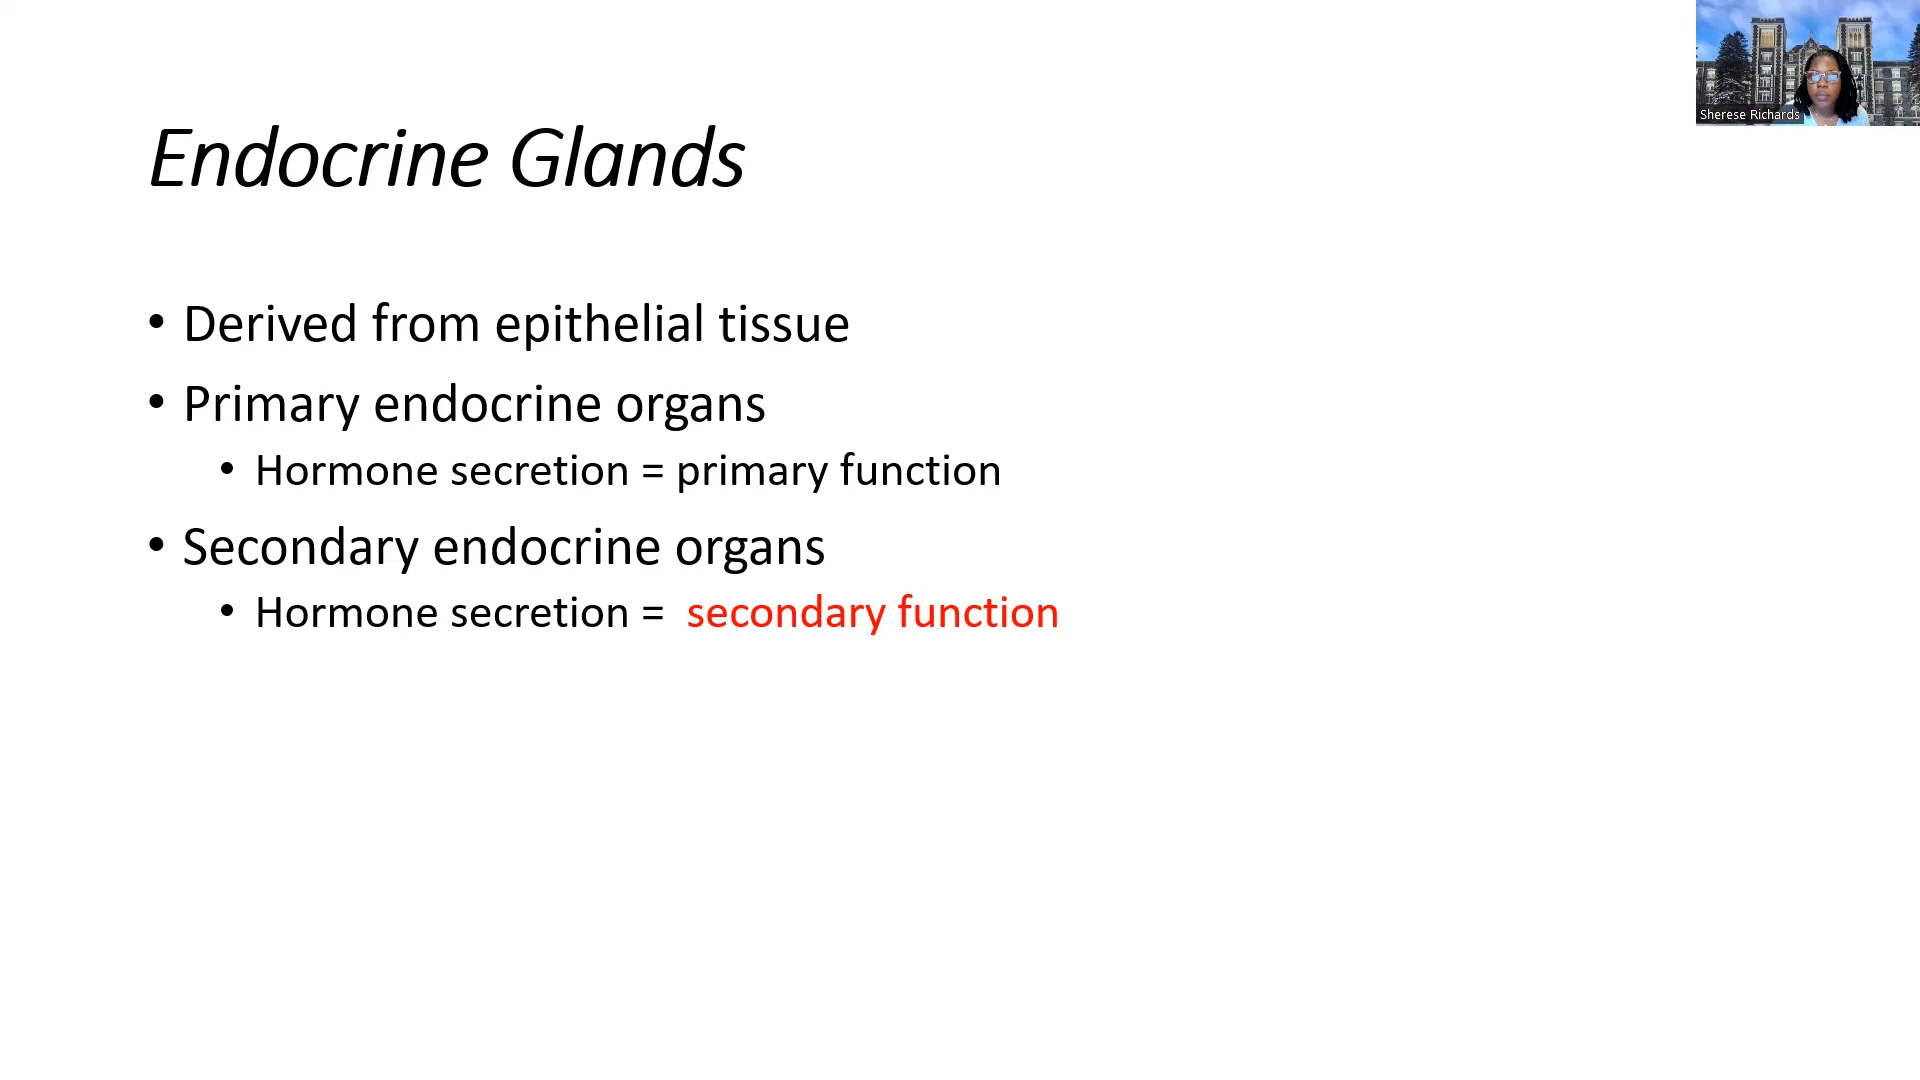 Sherese Richards
Endocrine Glands
• Derived from epithelial tissue
• Primary endocrine organs
• Hormone secretion = primary function
• Secondary endocrine organs
• Hormone secretion = secondary function